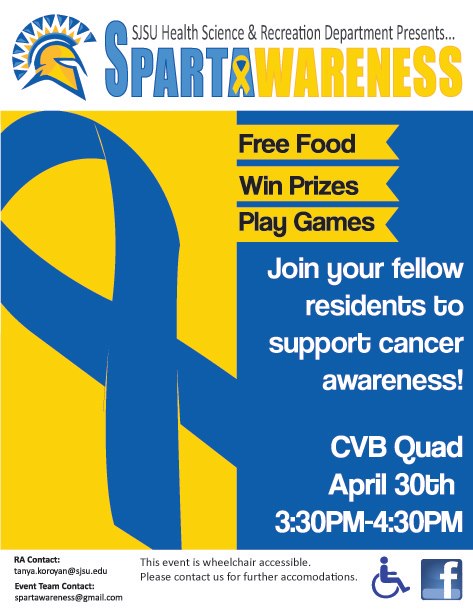 SJSU Health Science & Recreation Department Presents...
SPARTAWARENESS
Free Food
Win Prizes
Play Games
Join your fellow
residents to
support cancer
awareness!
CVB Quad
April 30th
3:30PM-4:30PM
RA Contact:
tanya.koroyan@sjsu.edu
Event Team Contact:
spartawareness@gmail.com
This event is wheelchair accessible.
Please contact us for further accomodations.
f